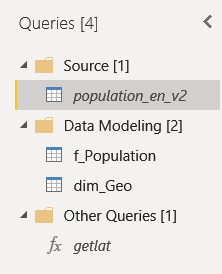 Queries [4]
Source [1]
population_en_v2
Data Modeling [2]
f_Population
dim_Geo
Other Queries [1]
fx getlat